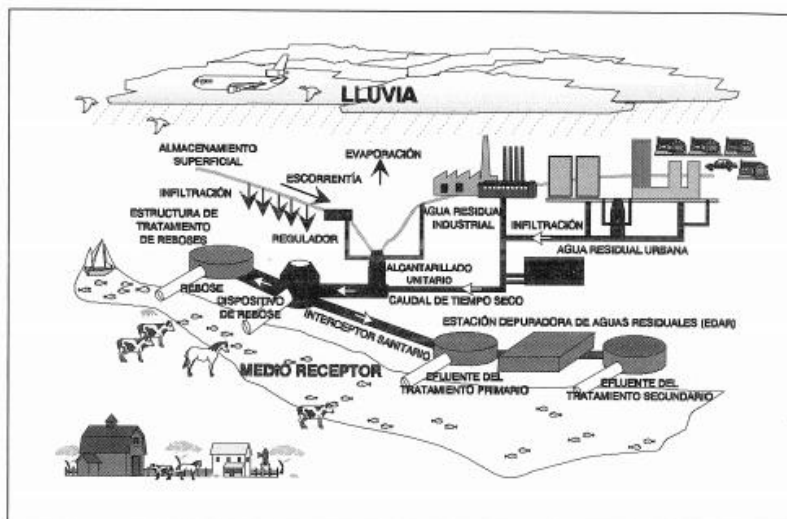 LLUVIA
ALMACENAMIENTO
SUPERFICIAL
EVAPORACIÓN
ESCORRENTÍA
INFILTRACIÓN
ESTRUCTURA DE
TRATAMIENTO
DE REBOSES
REGULADOR
AGUA RESIDUAL
INDUSTRIAL
INFILTRACIÓN
AGUA RESIDUAL URBANA
ALCANTARILLADO
UNITARIO
REBOSE
DISPOSITIVO
DE REBOSE
CAUDAL DE TIEMPO SECO
INTERCEPTOR SANITARIO
ESTACIÓN DEPURADORA DE AGUAS RESIDUALES (EDAR)
MEDIO RECEPTOR
EFLUENTE DEL
TRATAMIENTO PRIMARIO
EFLUENTE DEL
TRATAMIENTO SECUNDARIO